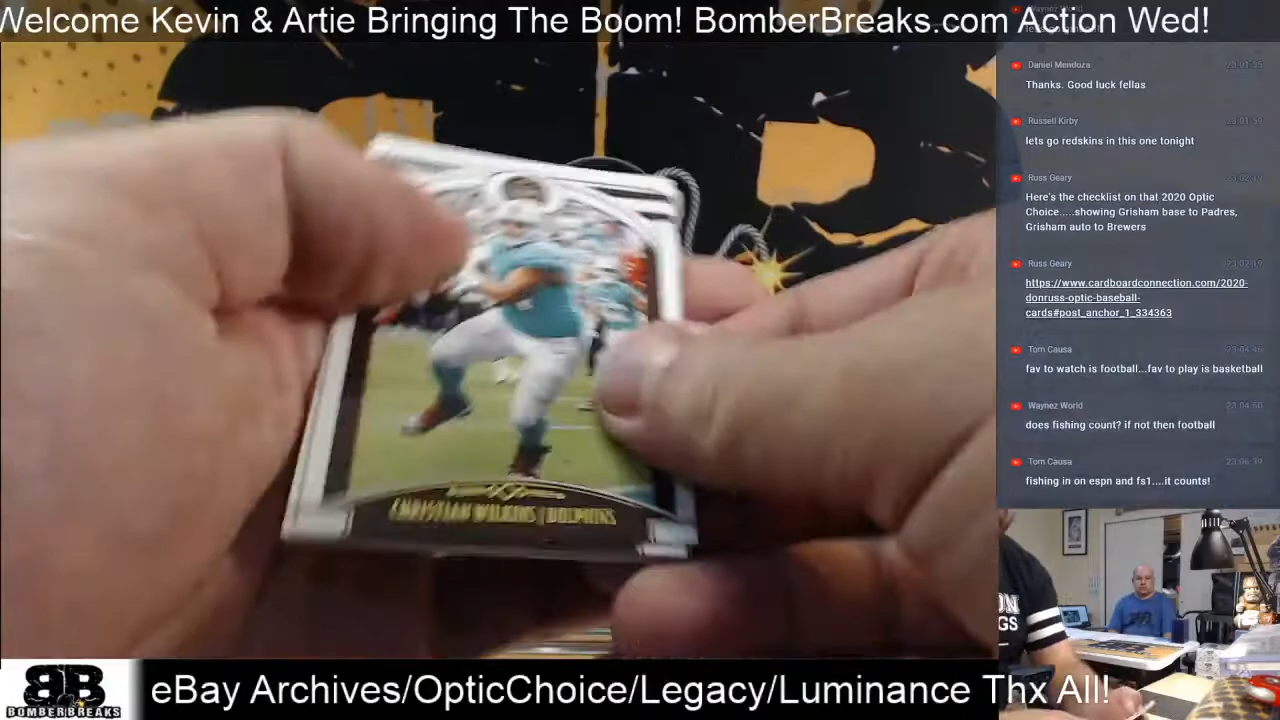 Welcome Kevin & Artie Bringing The Boom! BomberBreaks.com Action Wed!
Waynez World
Daniel Mendoza
Thanks. Good luck fellas
Russell Kirby
lets go redskins in this one tonight
Russ Geary
Here's the checklist on that 2020 Optic
Choice.....showing Grisham base to Padres,
Grisham auto to Brewers
Russ Geary
https://www.cardboardconnection.com/2020-
donruss-optic-baseball-
cards#post_anchor_1_334363
Tom Causa
fav to watch is football...fav to play is basketball
Waynez World
does fishing count? if not then football
Tom Causa
fishing in on espn and fs1....it counts!
CHRISTIAN WILKINS | DOLPHINS
BB
BOMBERBREAKS
eBay Archives/OpticChoice/Legacy/Luminance Thx All!